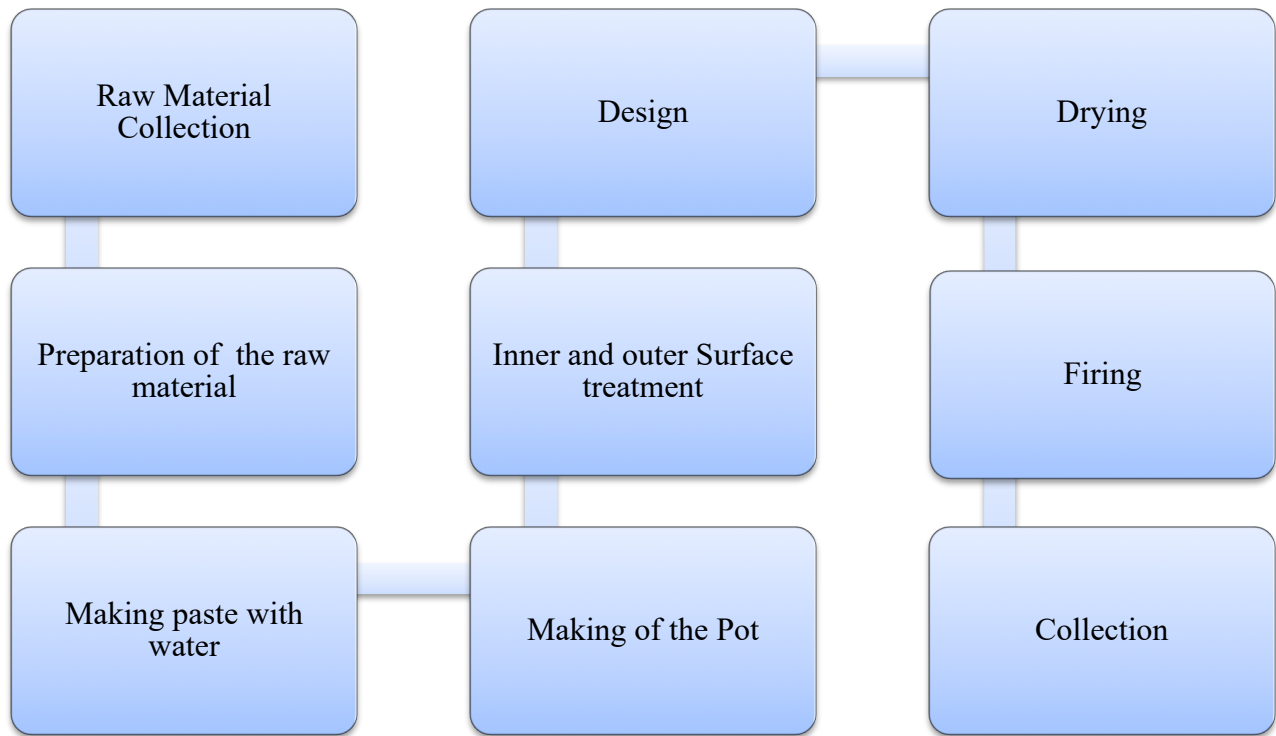 Raw Material
Collection
Preparation of  the raw
material
Making paste with
water
Making of the Pot
Inner and outer Surface
treatment
Design
Drying
Firing
Collection